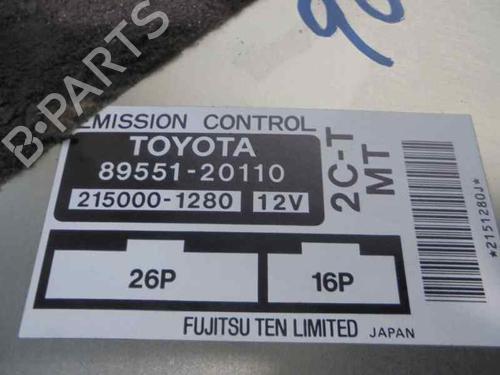 EMISSION CONTROL
TOYOTA
89551-20110
215000-1280 12V
2C-T
MT
26P 16P
*2151280J*
FUJITSU TEN LIMITED JAPAN
B-PARTS